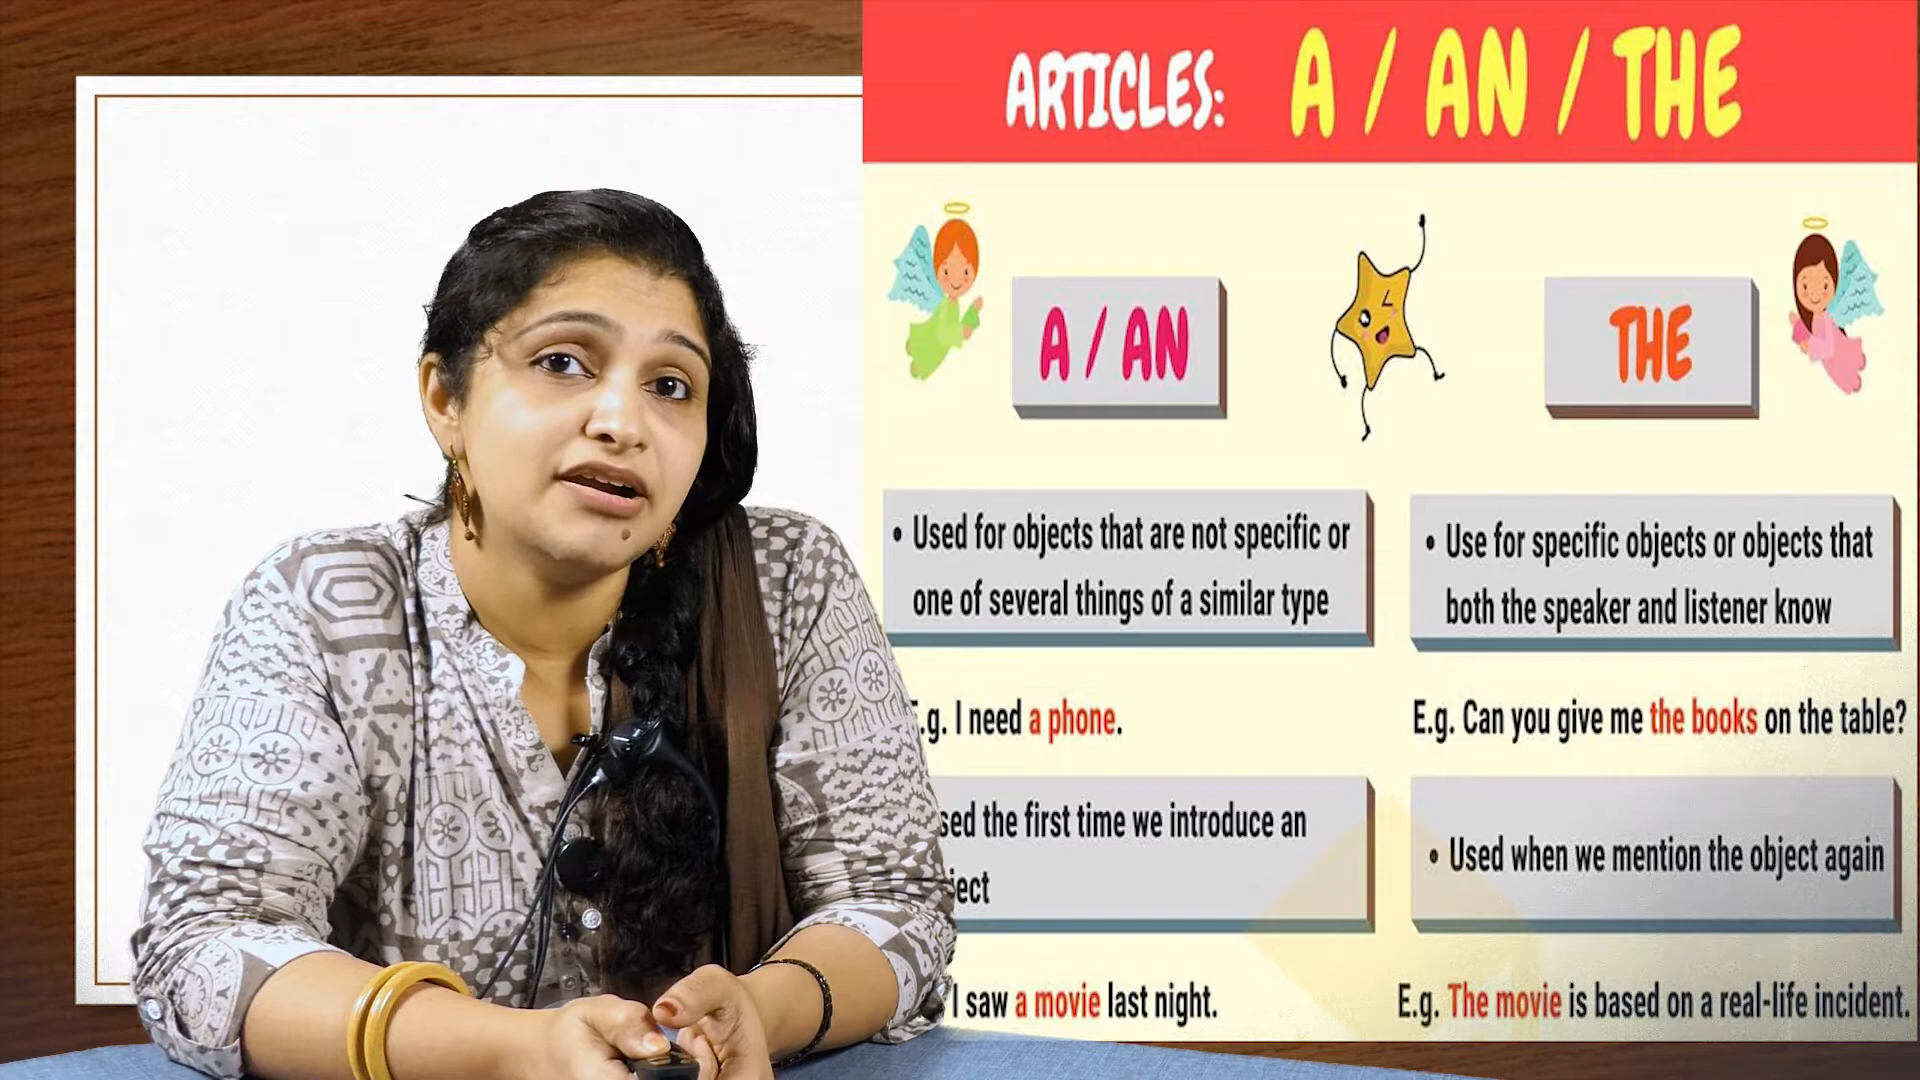 ARTICLES: A / AN / THE
A / AN
THE
• Used for objects that are not specific or
one of several things of a similar type
• Use for specific objects or objects that
both the speaker and listener know
E.g. I need a phone.
E.g. Can you give me the books on the table?
the first time we introduce an
• Used when we mention the object again
I saw a movie last night.
E.g. The movie is based on a real-life incident.